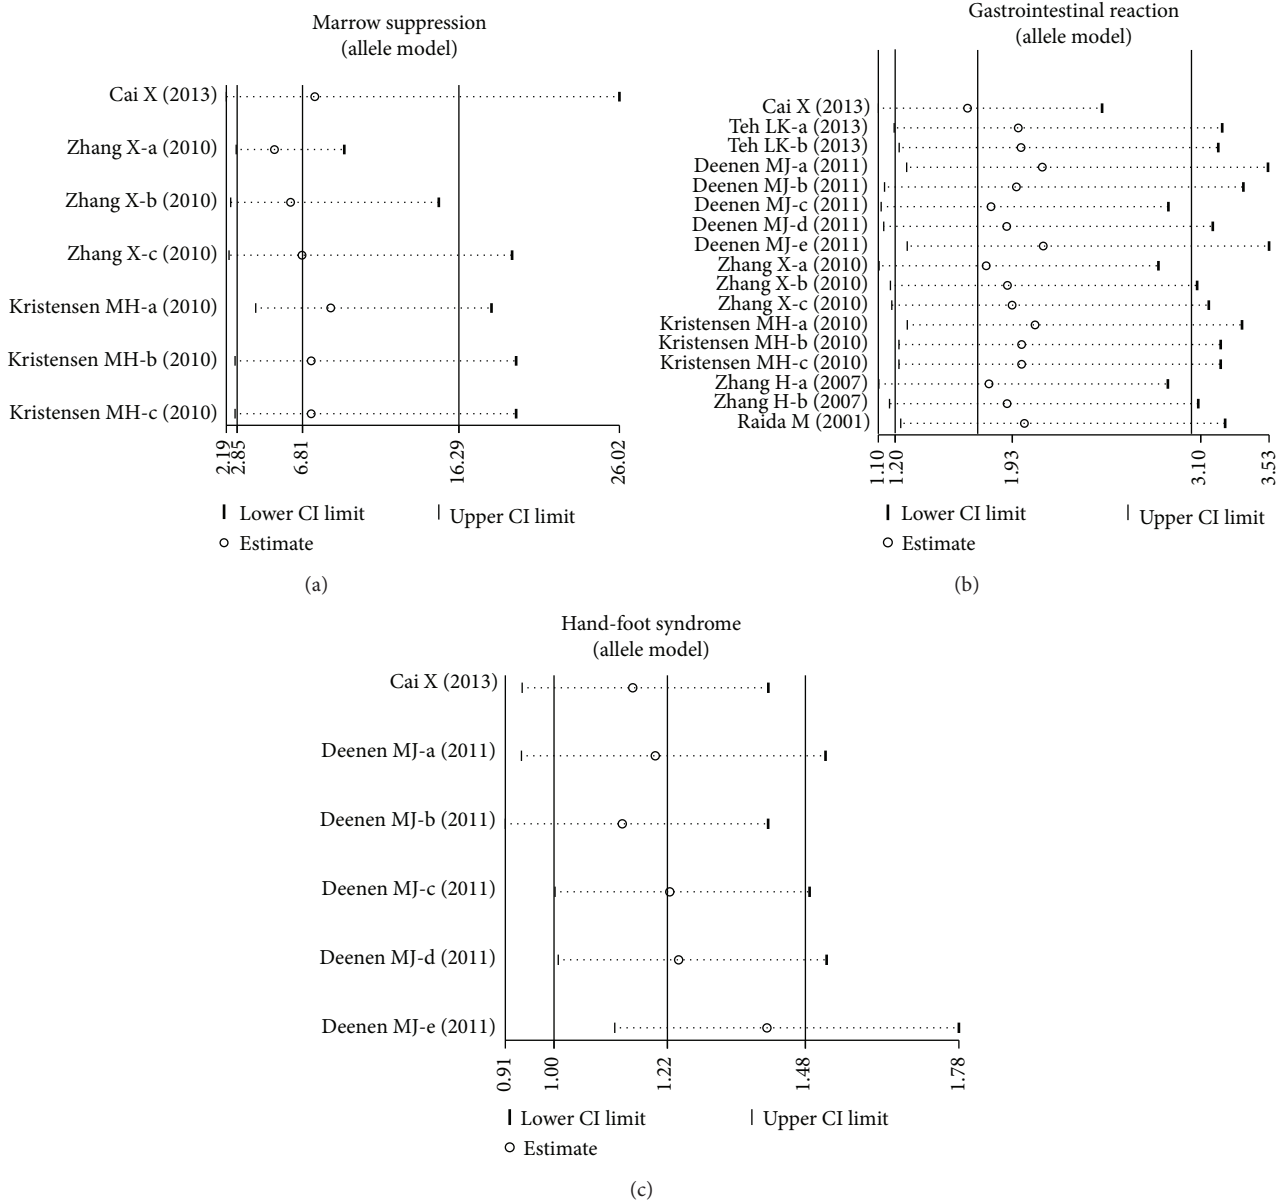 Marrow suppression
(allele model)
Cai X (2013)
Zhang X-a (2010)
Zhang X-b (2010)
Zhang X-c (2010)
Kristensen MH-a (2010)
Kristensen MH-b (2010)
Kristensen MH-c (2010)
2.19
2.85
6.81
16.29
26.02
Lower CI limit
Upper CI limit
Estimate
(a)
Gastrointestinal reaction
(allele model)
Cai X (2013)
Teh LK-a (2013)
Teh LK-b (2013)
Deenen MJ-a (2011)
Deenen MJ-b (2011)
Deenen MJ-c (2011)
Deenen MJ-d (2011)
Deenen MJ-e (2011)
Zhang X-a (2010)
Zhang X-b (2010)
Zhang X-c (2010)
Kristensen MH-a (2010)
Kristensen MH-b (2010)
Kristensen MH-c (2010)
Zhang H-a (2007)
Zhang H-b (2007)
Raida M (2001)
1.10
1.20
1.93
3.10
3.53
Lower CI limit
Upper CI limit
Estimate
(b)
Hand-foot syndrome
(allele model)
Cai X (2013)
Deenen MJ-a (2011)
Deenen MJ-b (2011)
Deenen MJ-c (2011)
Deenen MJ-d (2011)
Deenen MJ-e (2011)
0.91
1.00
1.22
1.48
1.78
Lower CI limit
Upper CI limit
Estimate
(c)